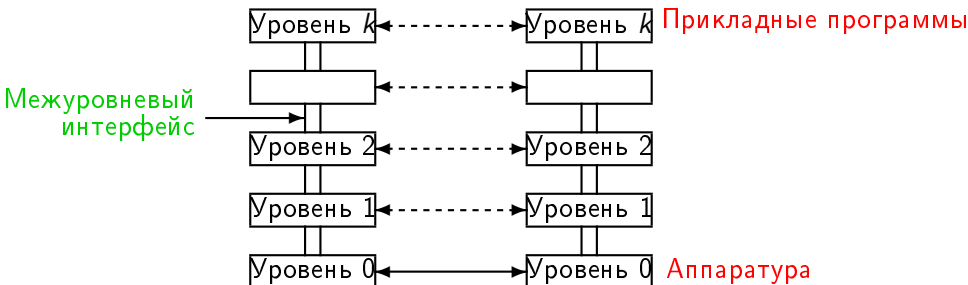 Уровень k
Уровень k
Прикладные программы
Межуровневый
интерфейс
Уровень 2
Уровень 2
Уровень 1
Уровень 1
Уровень 0
Уровень 0
Аппаратура